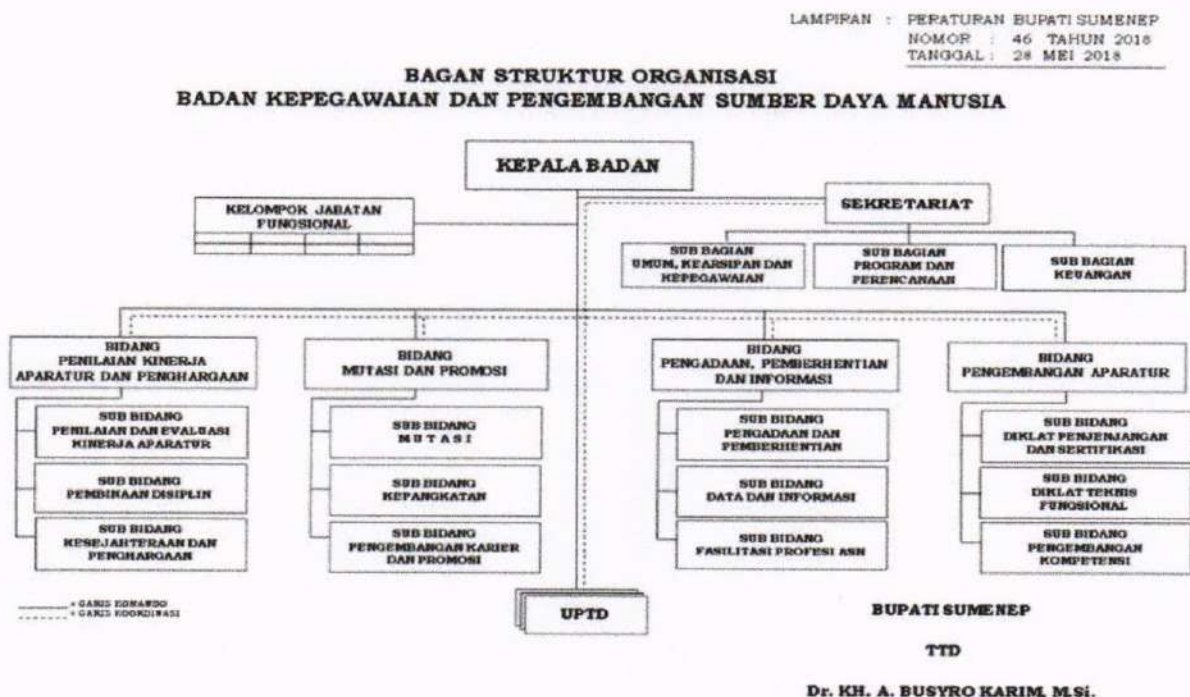 LAMPIRAN : PERATURAN BUPATI SUMENEP
NOMOR : 46 TAHUN 2018
TANGGAL : 28 MEI 2018
BAGAN STRUKTUR ORGANISASI
BADAN KEPEGAWAIAN DAN PENGEMBANGAN SUMBER DAYA MANUSIA
KEPALA BADAN
KELOMPOK JABATAN
FUNGSIONAL
SEKRETARIAT
SUB BAGIAN
UMUM, KEARSIPAN DAN
KEPEGAWAIAN
SUB BAGIAN
PROGRAM DAN
PERENCANAAN
SUB BAGIAN
KEUANGAN
BIDANG
PENILAIAN KINERJA
APARATUR DAN PENGHARGAAN
SUB BIDANG
PENILAIAN DAN EVALUASI
KINERJA APARATUR
SUB BIDANG
PEMBINAAN DISIPLIN
SUB BIDANG
KESEJAHTERAAN DAN
PENGHARGAAN
BIDANG
MUTASI DAN PROMOSI
SUB BIDANG
M U T A S I
SUB BIDANG
KEPANGKATAN
SUB BIDANG
PENGEMBANGAN KARIER
DAN PROMOSI
BIDANG
PENGADAAN, PEMBERHENTIAN
DAN INFORMASI
SUB BIDANG
PENGADAAN DAN
PEMBERHENTIAN
SUB BIDANG
DATA DAN INFORMASI
SUB BIDANG
FASILITASI PROFESI ASN
BIDANG
PENGEMBANGAN APARATUR
SUB BIDANG
DIKLAT PENJENJANGAN
DAN SERTIFIKASI
SUB BIDANG
DIKLAT TEKNIS
FUNGSIONAL
SUB BIDANG
PENGEMBANGAN
KOMPETENSI
= GARIS KOMANDO
= GARIS KOORDINASI
UPTD
BUPATI SUMENEP
TTD
Dr. KH. A. BUSYRO KARIM, M.Si.